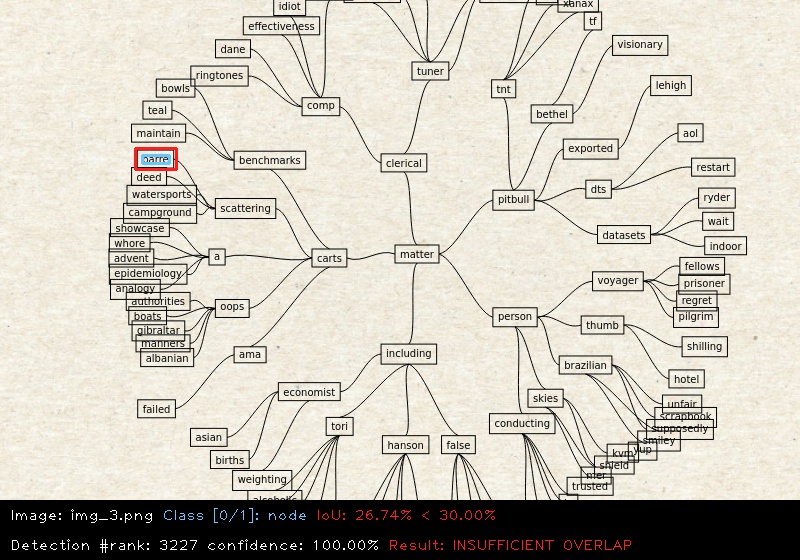 idiot
xanax
effectiveness
tf
dane
visionary
tuner
ringtones
bowls
tnt
lehigh
comp
teal
bethel
maintain
aol
exported
barre
benchmarks
clerical
restart
deed
dts
watersports
pitbull
ryder
scattering
campground
wait
showcase
datasets
whore
indoor
advent
a
carts
matter
fellows
epidemiology
voyager
prisoner
analogy
regret
authorities
oops
boats
person
pilgrim
gibraltar
thumb
manners
shilling
albanian
ama
including
brazilian
hotel
economist
skies
failed
unfair
scrapbook
conducting
tori
supposedly
asian
smiley
hanson
false
yup
kvm
births
shield
mer
weighting
trusted
alcoholic
Image: img_3.png Class [0/1]: node IoU: 26.74% < 30.00%
Detection #rank: 3227 confidence: 100.00% Result: INSUFFICIENT OVERLAP